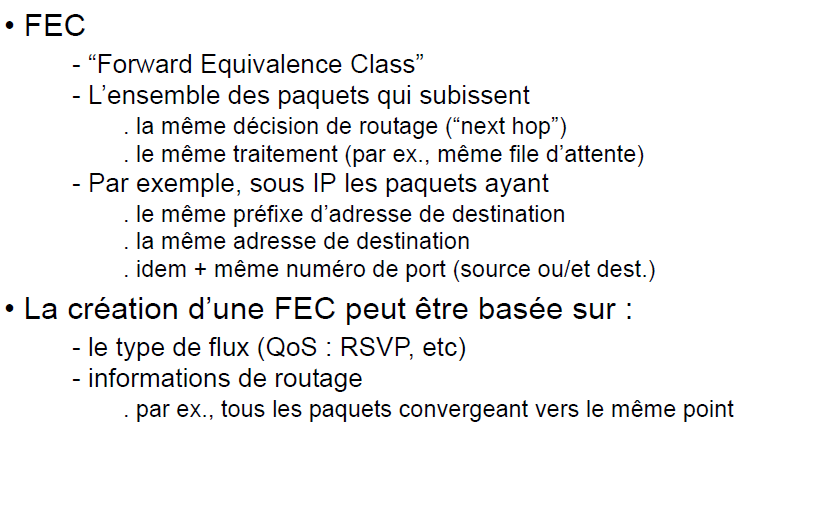 • FEC
- “Forward Equivalence Class”
- L’ensemble des paquets qui subissent
. la même décision de routage (“next hop”)
. le même traitement (par ex., même file d’attente)
- Par exemple, sous IP les paquets ayant
. le même préfixe d’adresse de destination
. la même adresse de destination
. idem + même numéro de port (source ou/et dest.)
• La création d’une FEC peut être basée sur :
- le type de flux (QoS : RSVP, etc)
- informations de routage
. par ex., tous les paquets convergeant vers le même point